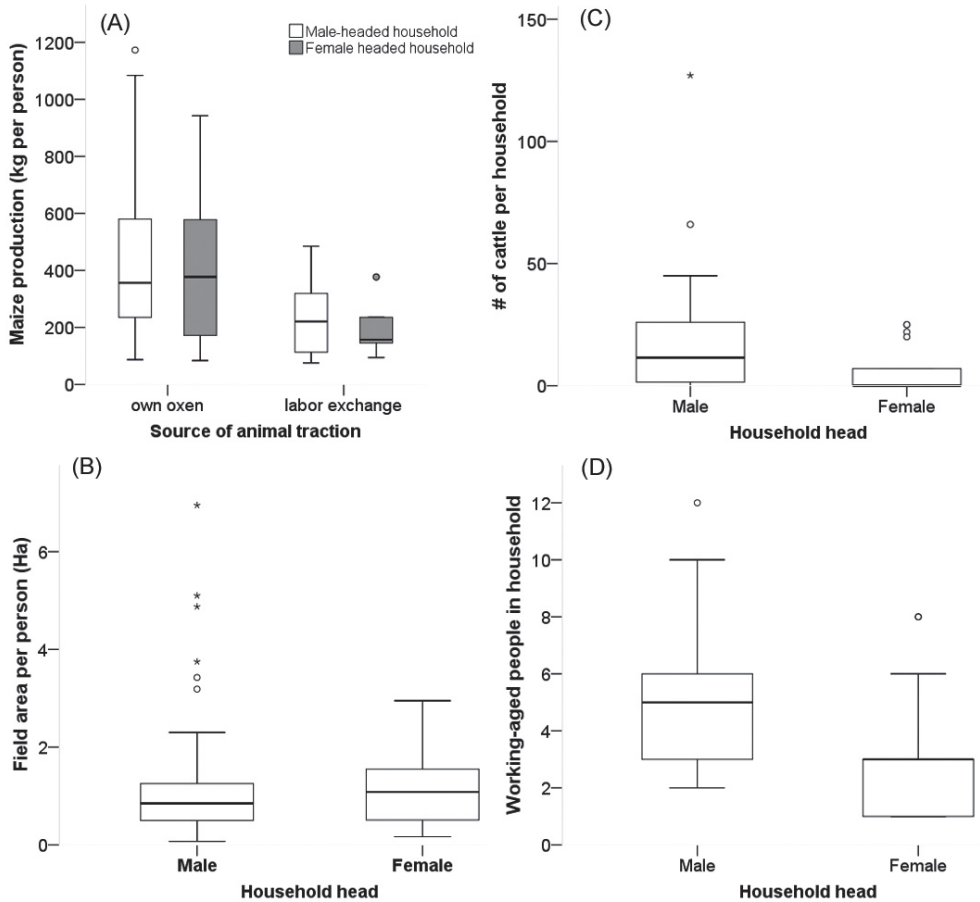 (A)
Male-headed household
Female headed household
Maize production (kg per person)
1200
1000
800
600
400
200
0
own oxen
labor exchange
Source of animal traction
(C)
# of cattle per household
150
100
50
0
Male
Female
Household head
(B)
Field area per person (Ha)
6
4
2
0
Male
Female
Household head
(D)
Working-aged people in household
12
10
8
6
4
2
0
Male
Female
Household head